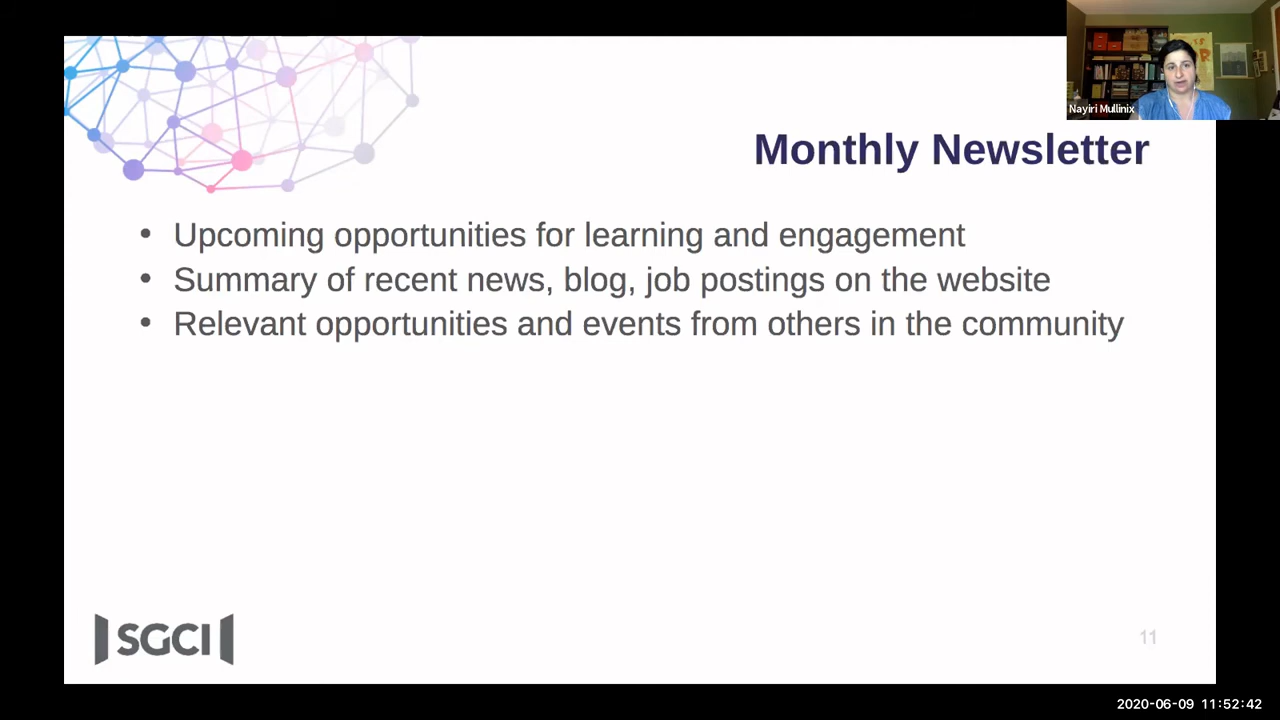 Nayiri Mullinix
Monthly Newsletter
• Upcoming opportunities for learning and engagement
• Summary of recent news, blog, job postings on the website
• Relevant opportunities and events from others in the community
SGCI
11
2020-06-09 11:52:42